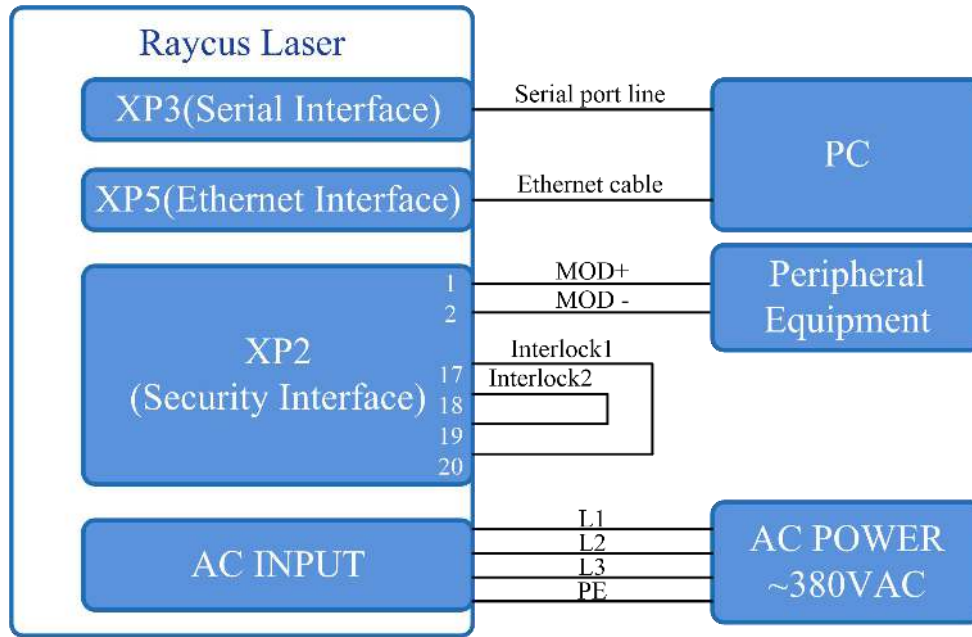 Raycus Laser
XP3(Serial Interface)
Serial port line
PC
XP5(Ethernet Interface)
Ethernet cable
1
2
XP2
(Security Interface)
17
18
19
20
MOD+
MOD -
Peripheral
Equipment
Interlock1
Interlock2
AC INPUT
L1
L2
L3
PE
AC POWER
~380VAC